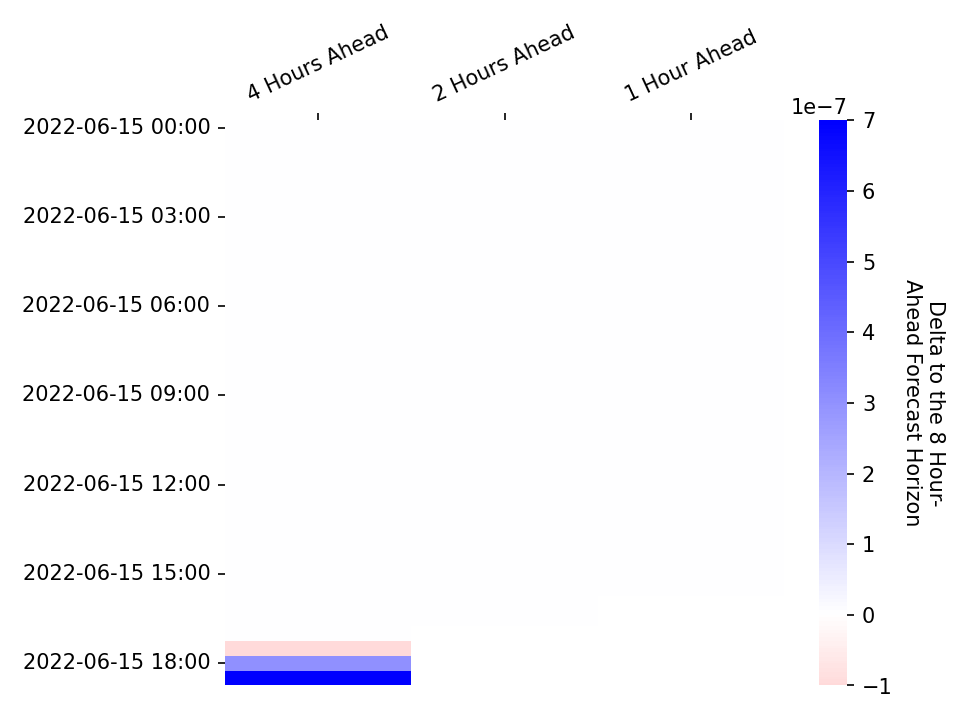 4 Hours Ahead
2 Hours Ahead
1 Hour Ahead
2022-06-15 00:00
2022-06-15 03:00
2022-06-15 06:00
2022-06-15 09:00
2022-06-15 12:00
2022-06-15 15:00
2022-06-15 18:00
1e−7
7
6
5
4
3
2
1
0
−1
Delta to the 8 Hour-
Ahead Forecast Horizon